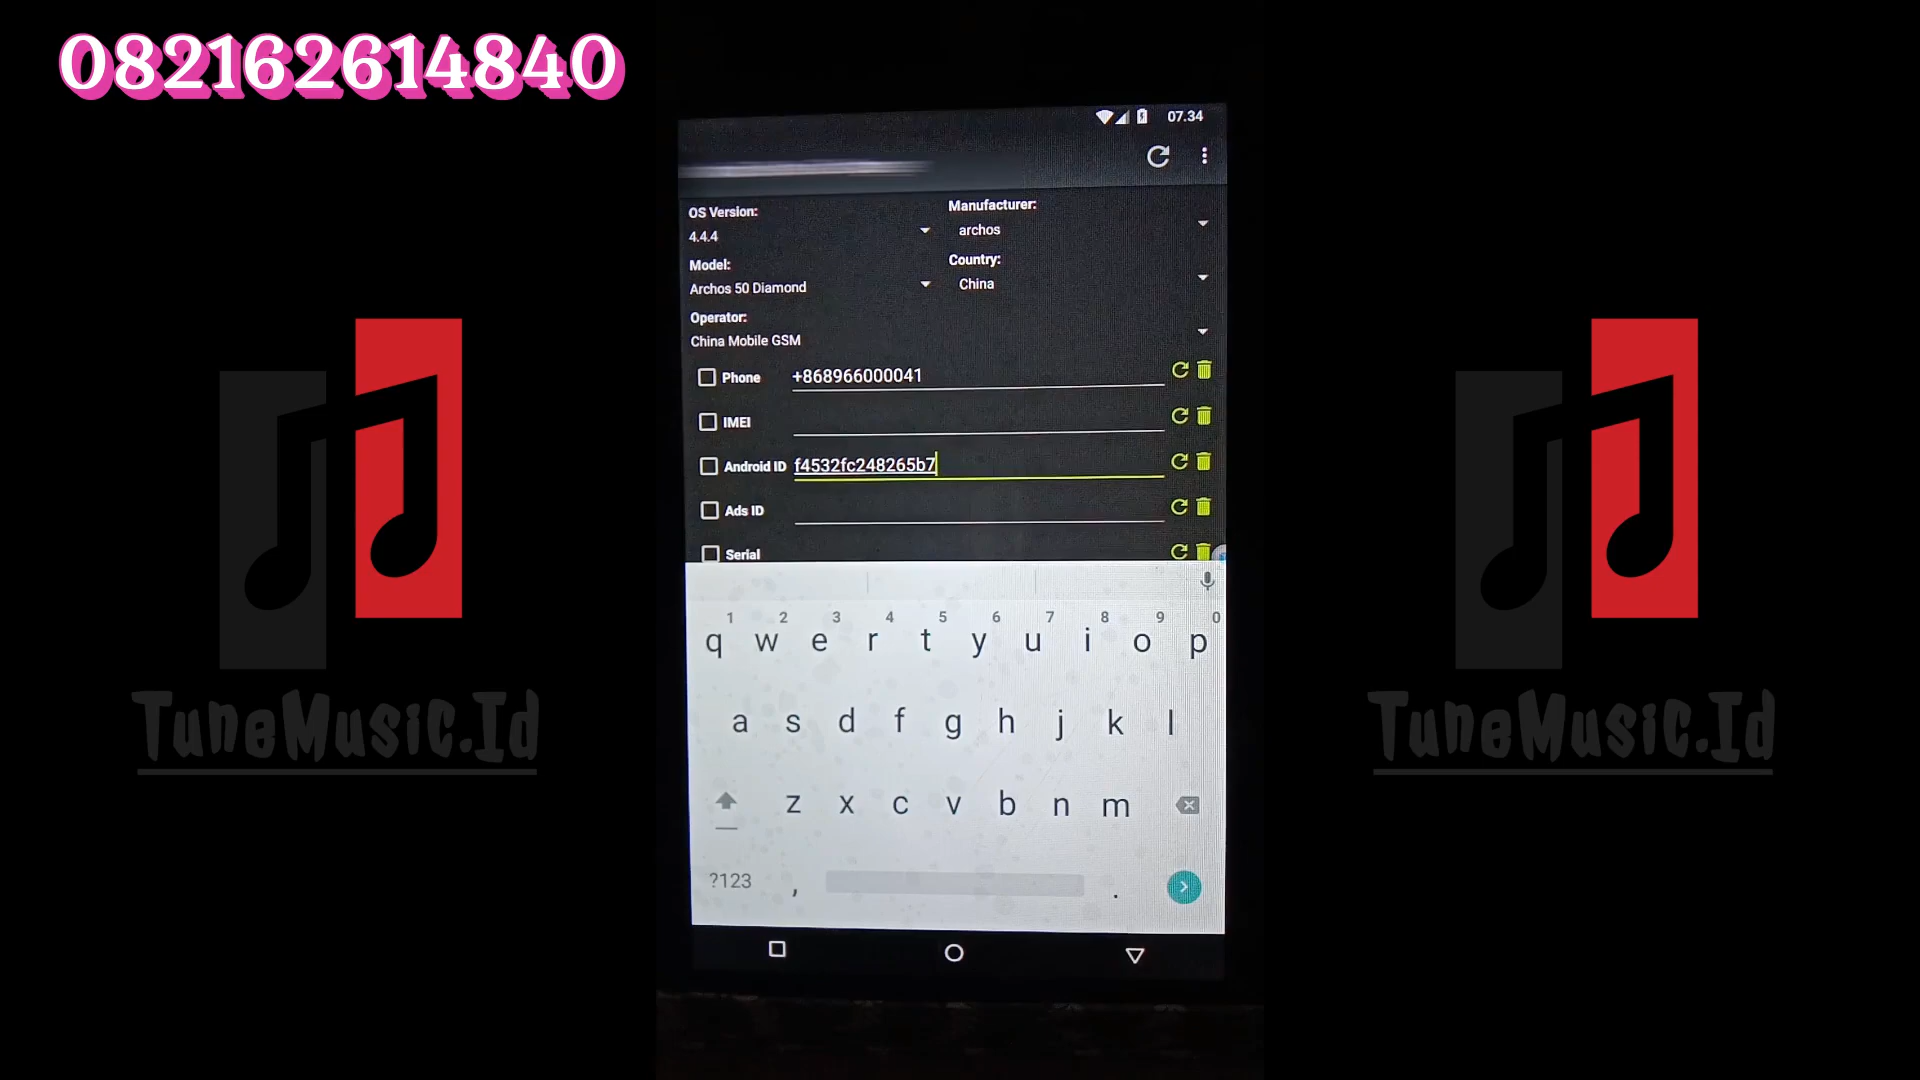 082162614840
07.34
OS Version:
Manufacturer:
4.4.4
archos
Model:
Country:
Archos 50 Diamond
China
Operator:
China Mobile GSM
Phone +868966000041
IMEI
Android ID f4532fc248265b7
Ads ID
Serial
1 2 3 4 5 6 7 8 9 0
q w e r t y u i o p
a s d f g h j k l
z x c v b n m
?123 , .
TuneMusic.Id
TuneMusic.Id